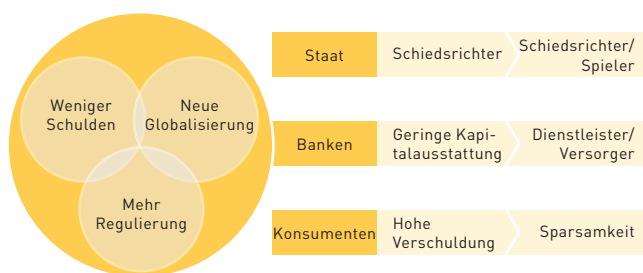 Weniger
Schulden
Neue
Globalisierung
Mehr
Regulierung
Staat
Schiedsrichter
Schiedsrichter/
Spieler
Banken
Geringe Kapi-
talausstattung
Dienstleister/
Versorger
Konsumenten
Hohe
Verschuldung
Sparsamkeit